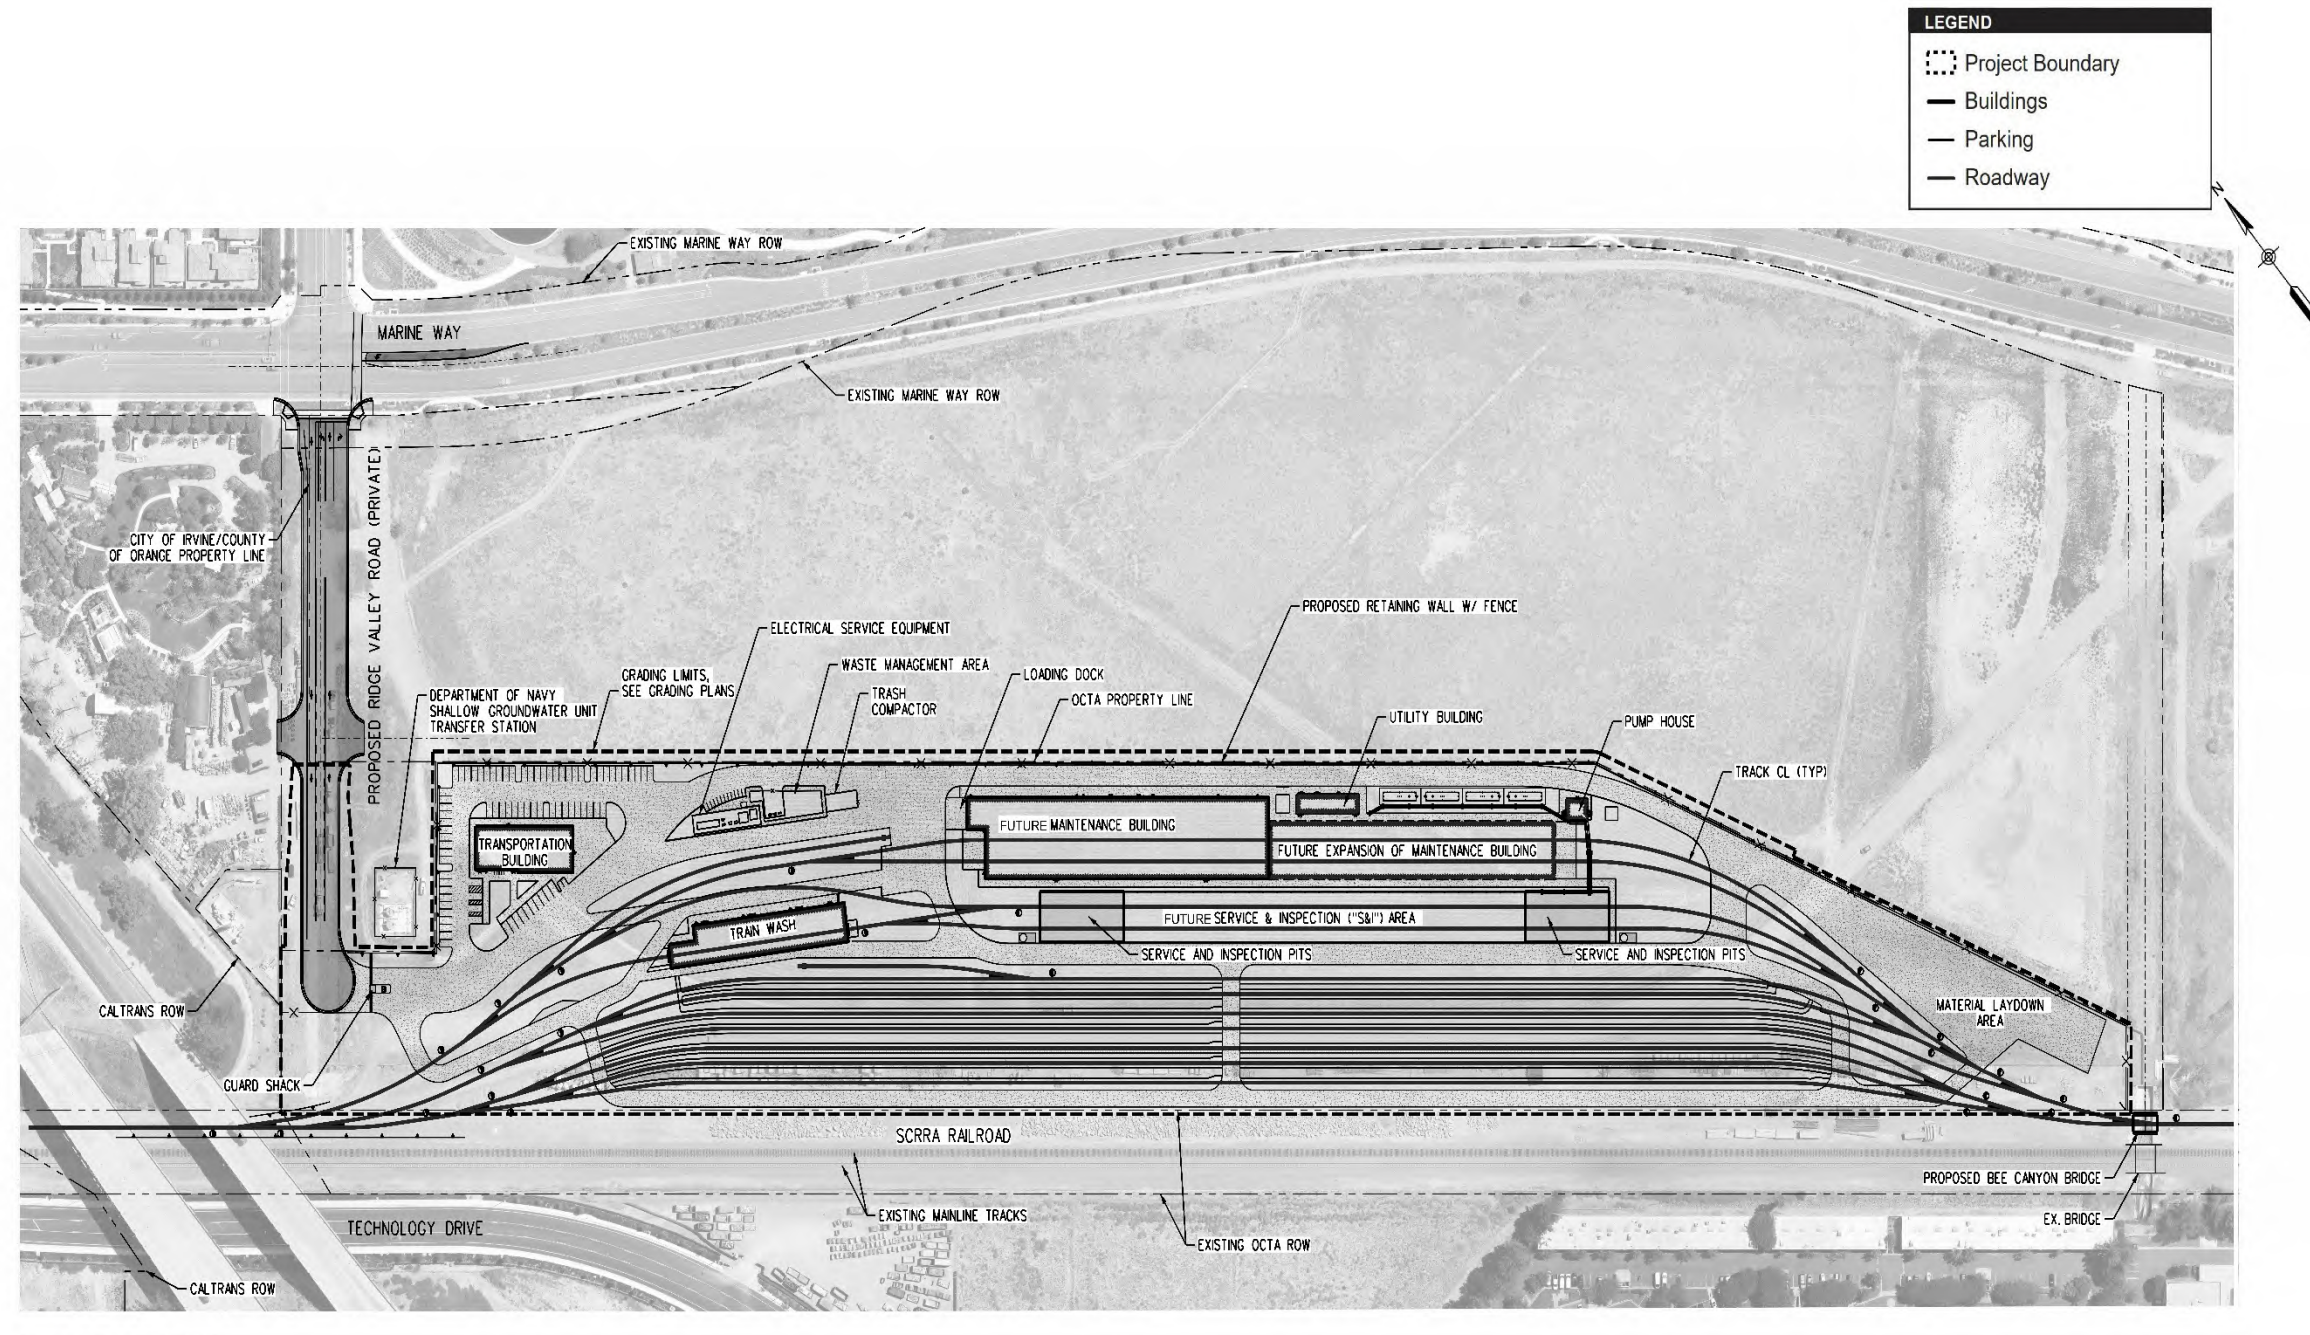 LEGEND
Project Boundary
Buildings
Parking
Roadway
N
EXISTING MARINE WAY ROW
MARINE WAY
EXISTING MARINE WAY ROW
PROPOSED RIDGE VALLEY ROAD (PRIVATE)
CITY OF IRVINE/COUNTY
OF ORANGE PROPERTY LINE
PROPOSED RETAINING WALL W/ FENCE
ELECTRICAL SERVICE EQUIPMENT
WASTE MANAGEMENT AREA
GRADING LIMITS,
SEE GRADING PLANS
LOADING DOCK
TRASH
COMPACTOR
OCTA PROPERTY LINE
DEPARTMENT OF NAVY
SHALLOW GROUNDWATER UNIT
TRANSFER STATION
UTILITY BUILDING
PUMP HOUSE
TRACK CL (TYP)
FUTURE MAINTENANCE BUILDING
TRANSPORTATION
BUILDING
FUTURE EXPANSION OF MAINTENANCE BUILDING
FUTURE SERVICE & INSPECTION ("S&I") AREA
TRAIN WASH
SERVICE AND INSPECTION PITS
SERVICE AND INSPECTION PITS
CALTRANS ROW
MATERIAL LAYDOWN
AREA
GUARD SHACK
SCRRA RAILROAD
PROPOSED BEE CANYON BRIDGE
EXISTING MAINLINE TRACKS
EX. BRIDGE
TECHNOLOGY DRIVE
EXISTING OCTA ROW
CALTRANS ROW